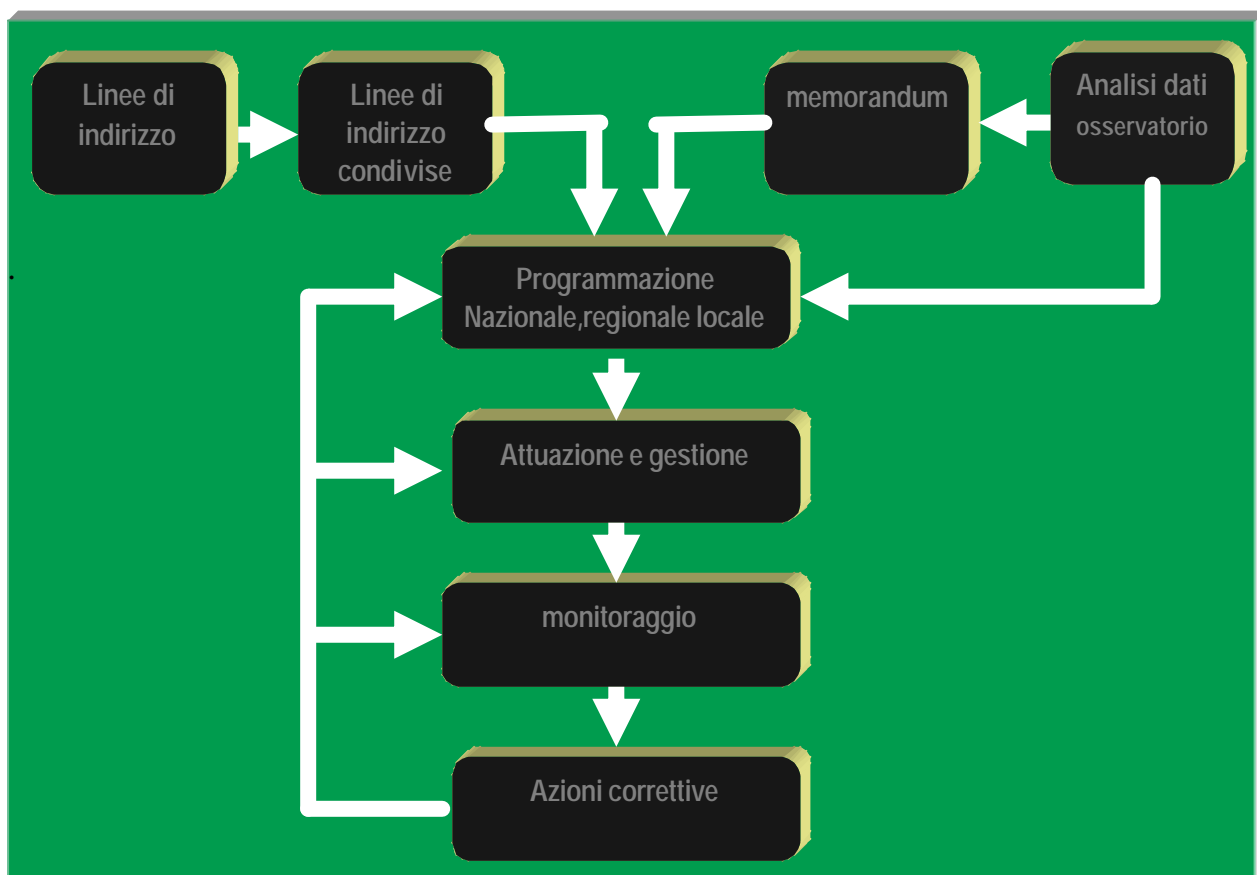 Linee di
indirizzo
Linee di
indirizzo
condivise
memorandum
Analisi dati
osservatorio
Programmazione
Nazionale,regionale locale
Attuazione e gestione
monitoraggio
Azioni correttive